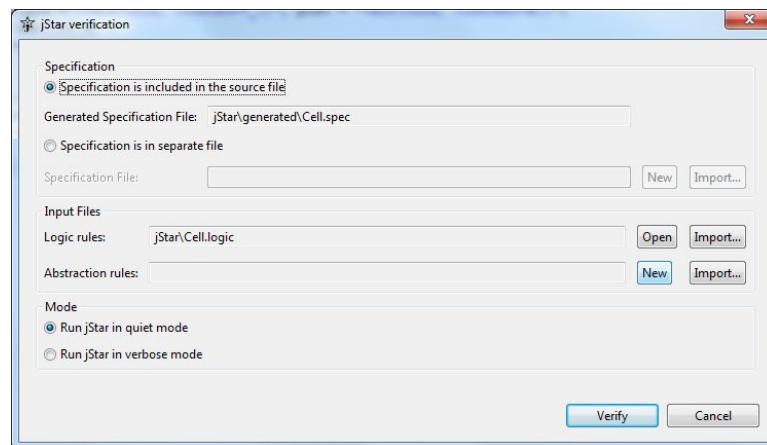 jStar verification
Specification
Specification is included in the source file
Generated Specification File: jStar\generated\Cell.spec
Specification is in separate file
Specification File: New Import...
Input Files
Logic rules: jStar\Cell.logic Open Import...
Abstraction rules: New Import...
Mode
Run jStar in quiet mode
Run jStar in verbose mode
Verify Cancel